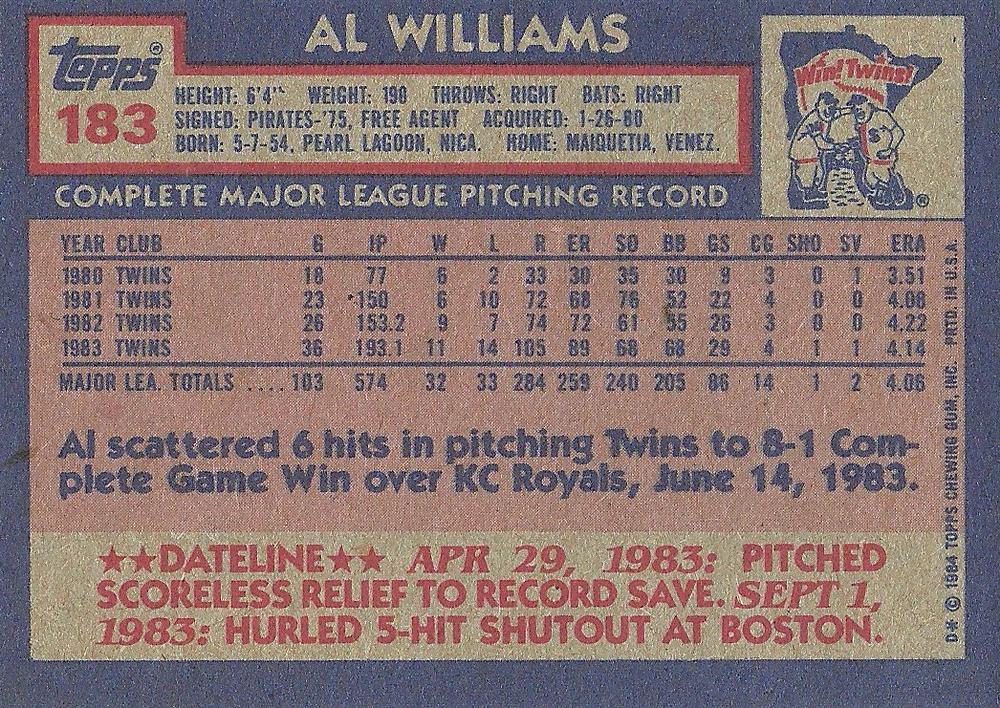 AL WILLIAMS
Topps®
183
HEIGHT: 6'4" WEIGHT: 190 THROWS: RIGHT BATS: RIGHT
SIGNED: PIRATES-'75, FREE AGENT ACQUIRED: 1-26-80
BORN: 5-7-54, PEARL LAGOON, NICA. HOME: MAIQUETIA, VENEZ.
Win! Twins!
®
COMPLETE MAJOR LEAGUE PITCHING RECORD
YEAR CLUB G IP W L R ER SO BB GS CG SHO SV ERA
1980 TWINS 18 77 6 2 33 30 35 30 9 3 0 1 3.51
1981 TWINS 23 150 6 10 72 68 76 52 22 4 0 0 4.08
1982 TWINS 26 153.2 9 7 74 72 61 55 26 3 0 0 4.22
1983 TWINS 36 193.1 11 14 105 89 68 68 29 4 1 1 4.14
MAJOR LEA. TOTALS .... 103 574 32 33 284 259 240 205 86 14 1 2 4.06
Al scattered 6 hits in pitching Twins to 8-1 Com-
plete Game Win over KC Royals, June 14, 1983.
★★DATELINE★★ APR 29, 1983: PITCHED
SCORELESS RELIEF TO RECORD SAVE. SEPT 1,
1983: HURLED 5-HIT SHUTOUT AT BOSTON.
D* © 1984 TOPPS CHEWING GUM, INC. PRTD. IN U.S.A.